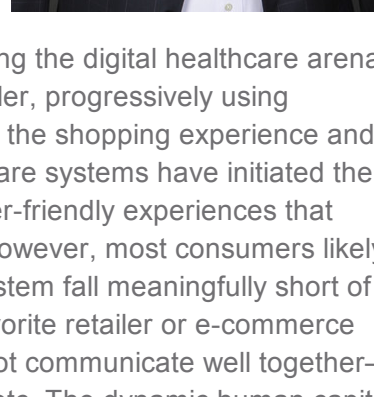 ng the digital healthcare arena
ler, progressively using
the shopping experience and
are systems have initiated the
er-friendly experiences that
owever, most consumers likely
stem fall meaningfully short of
vorite retailer or e-commerce
ot communicate well together–
The dynamic human capit